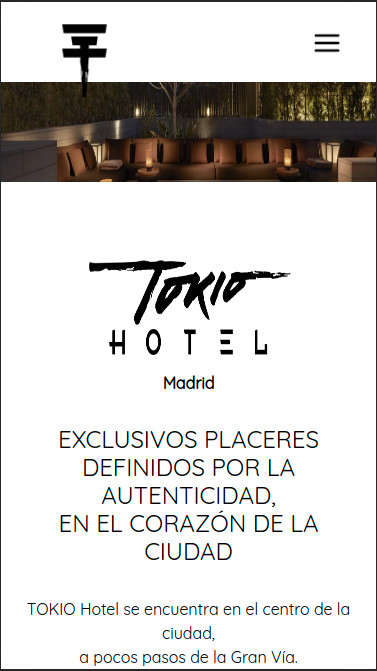 TOKIO
HOTEL
Madrid
EXCLUSIVOS PLACERES
DEFINIDOS POR LA
AUTENTICIDAD,
EN EL CORAZÓN DE LA
CIUDAD
TOKIO Hotel se encuentra en el centro de la
ciudad,
a pocos pasos de la Gran Vía.